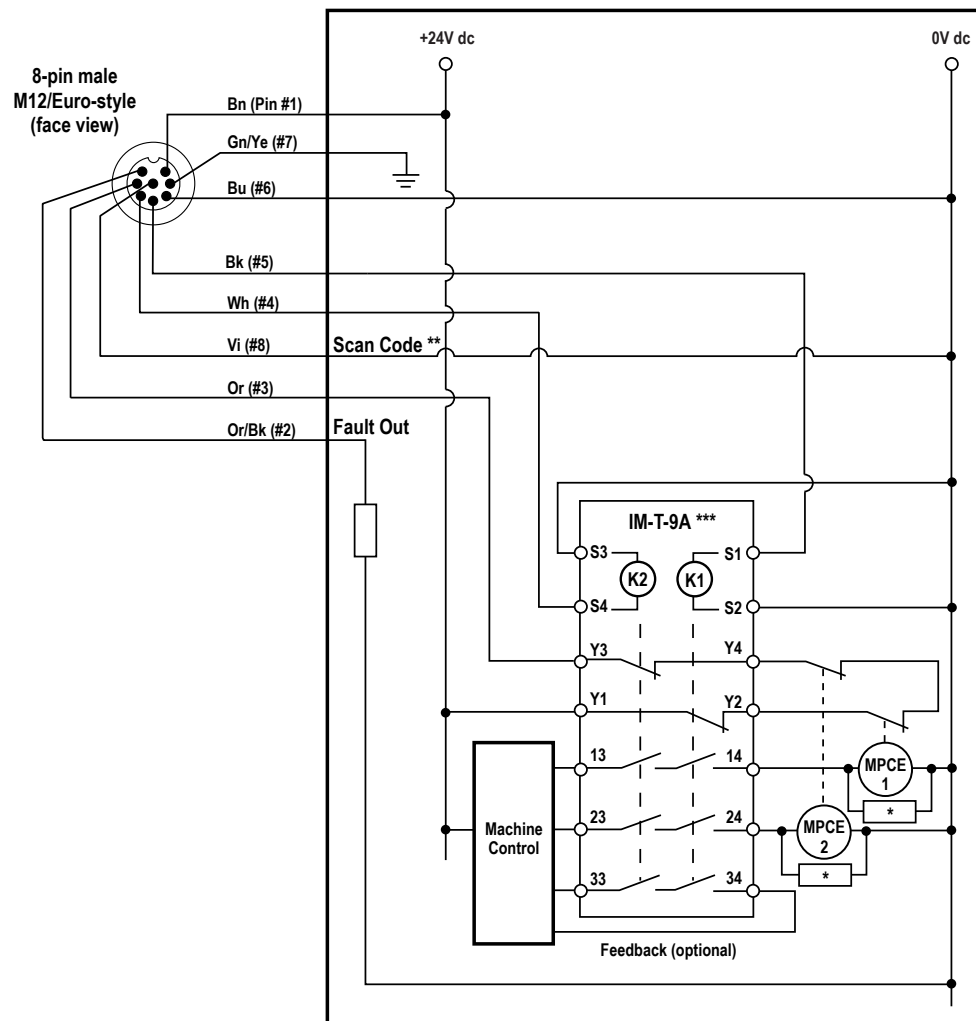 +24V dc
0V dc
8-pin male
M12/Euro-style
(face view)
Bn (Pin #1)
Gn/Ye (#7)
Bu (#6)
Bk (#5)
Wh (#4)
Vi (#8)
Scan Code **
Or (#3)
Or/Bk (#2)
Fault Out
IM-T-9A ***
S3
S1
K2
K1
S4
S2
Y3
Y4
Y1
Y2
13
14
MPCE
1
*
23
24
MPCE
2
*
Machine
Control
33
34
Feedback (optional)